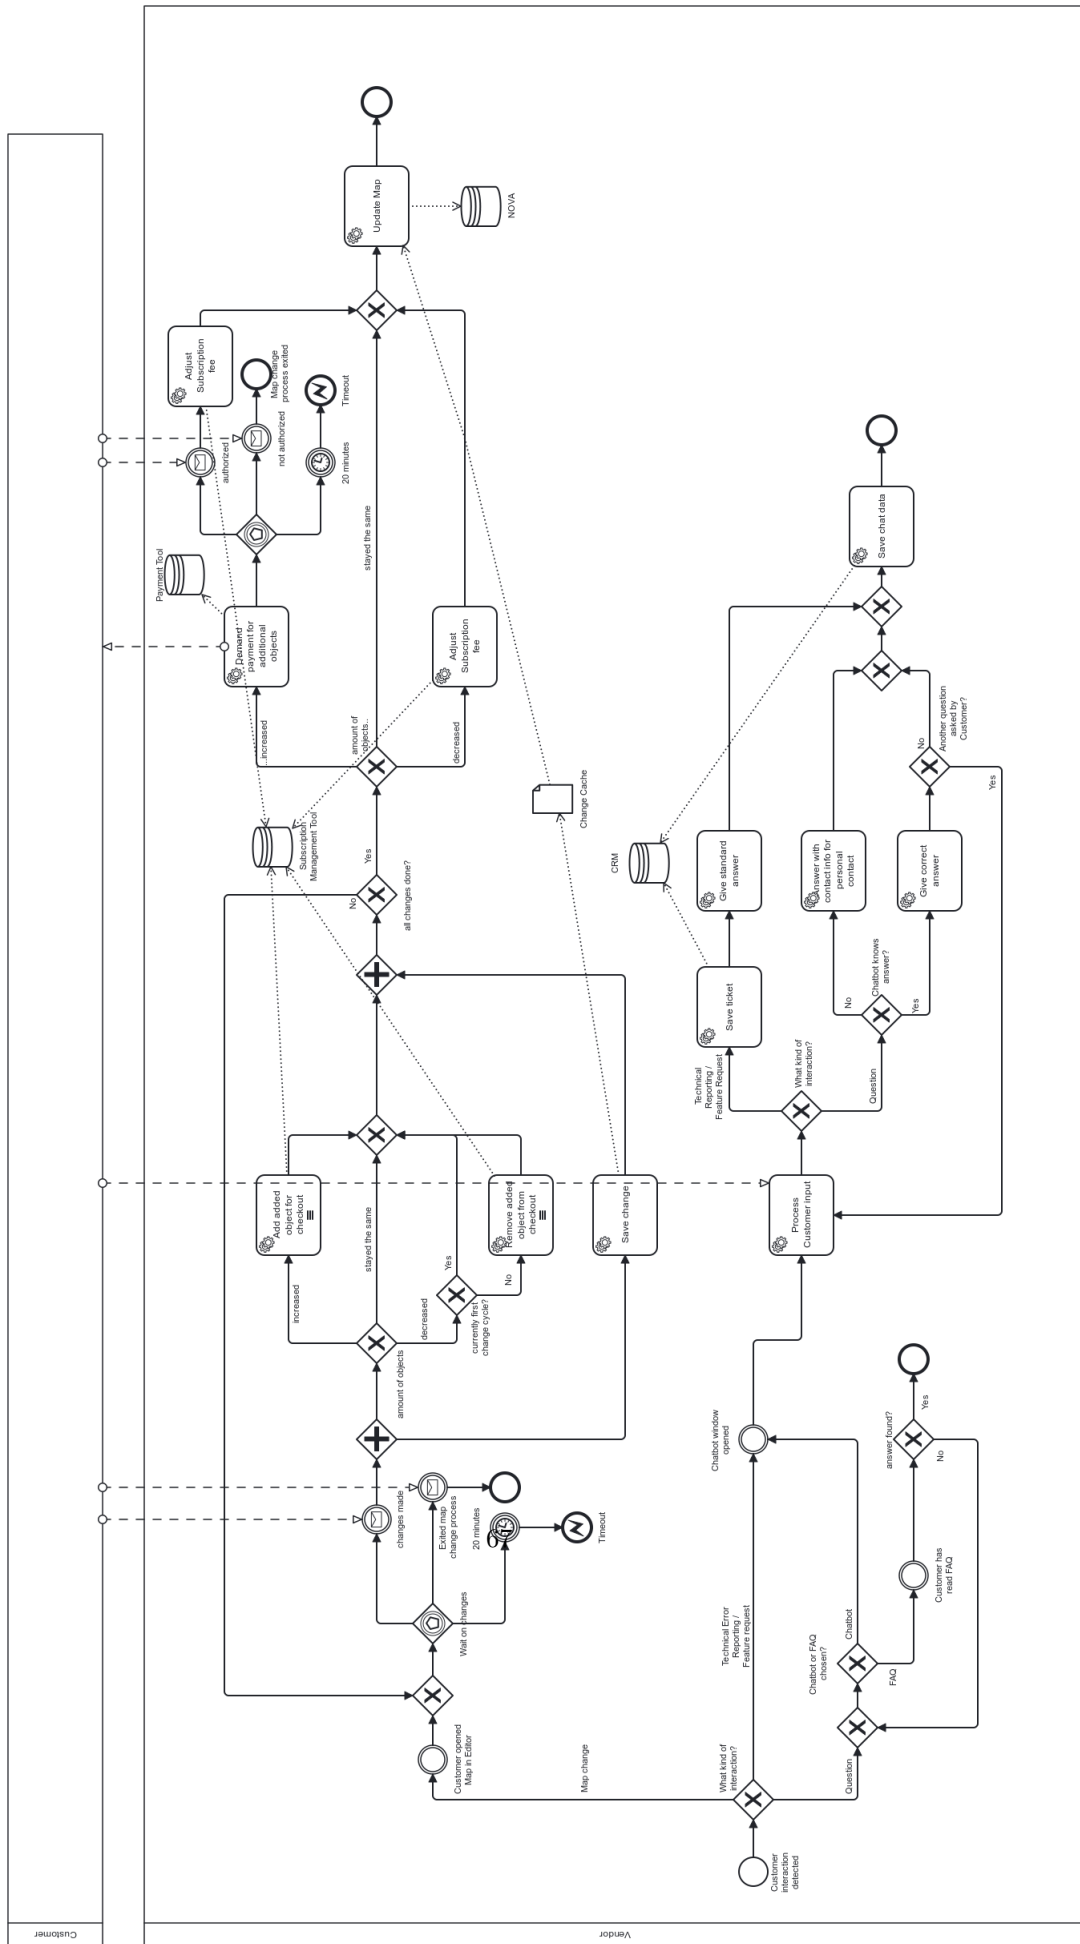 Customer
Vendor
Customer
interaction
detected
What kind of
interaction?
Map change
Technical Error
Reporting /
Feature request
Question
Customer opened
Map in Editor
Wait on changes
changes made
Exited map
change process
20 minutes
Timeout
amount of objects
increased
stayed the same
decreased
currently first
change cycle?
Yes
No
Add added
object for
checkout
Remove added
object from
checkout
Save change
all changes done?
No
Yes
Subscription
Management Tool
Change Cache
amount of
objects..
..increased
stayed the same
decreased
Demand
payment for
additional
objects
Payment Tool
Adjust
Subscription
fee
authorized
not authorized
20 minutes
Adjust
Subscription
fee
Map change
process exited
Timeout
Update Map
NOVA
Chatbot or FAQ
chosen?
Chatbot
FAQ
Customer has
read FAQ
answer found?
Yes
No
Chatbot window
opened
Process
Customer input
What kind of
interaction?
Technical
Reporting /
Feature Request
Question
Save ticket
Give standard
answer
CRM
Chatbot knows
answer?
No
Yes
Answer with
contact info for
personal
contact
Give correct
answer
Another question
asked by
Customer?
No
Yes
Save chat data